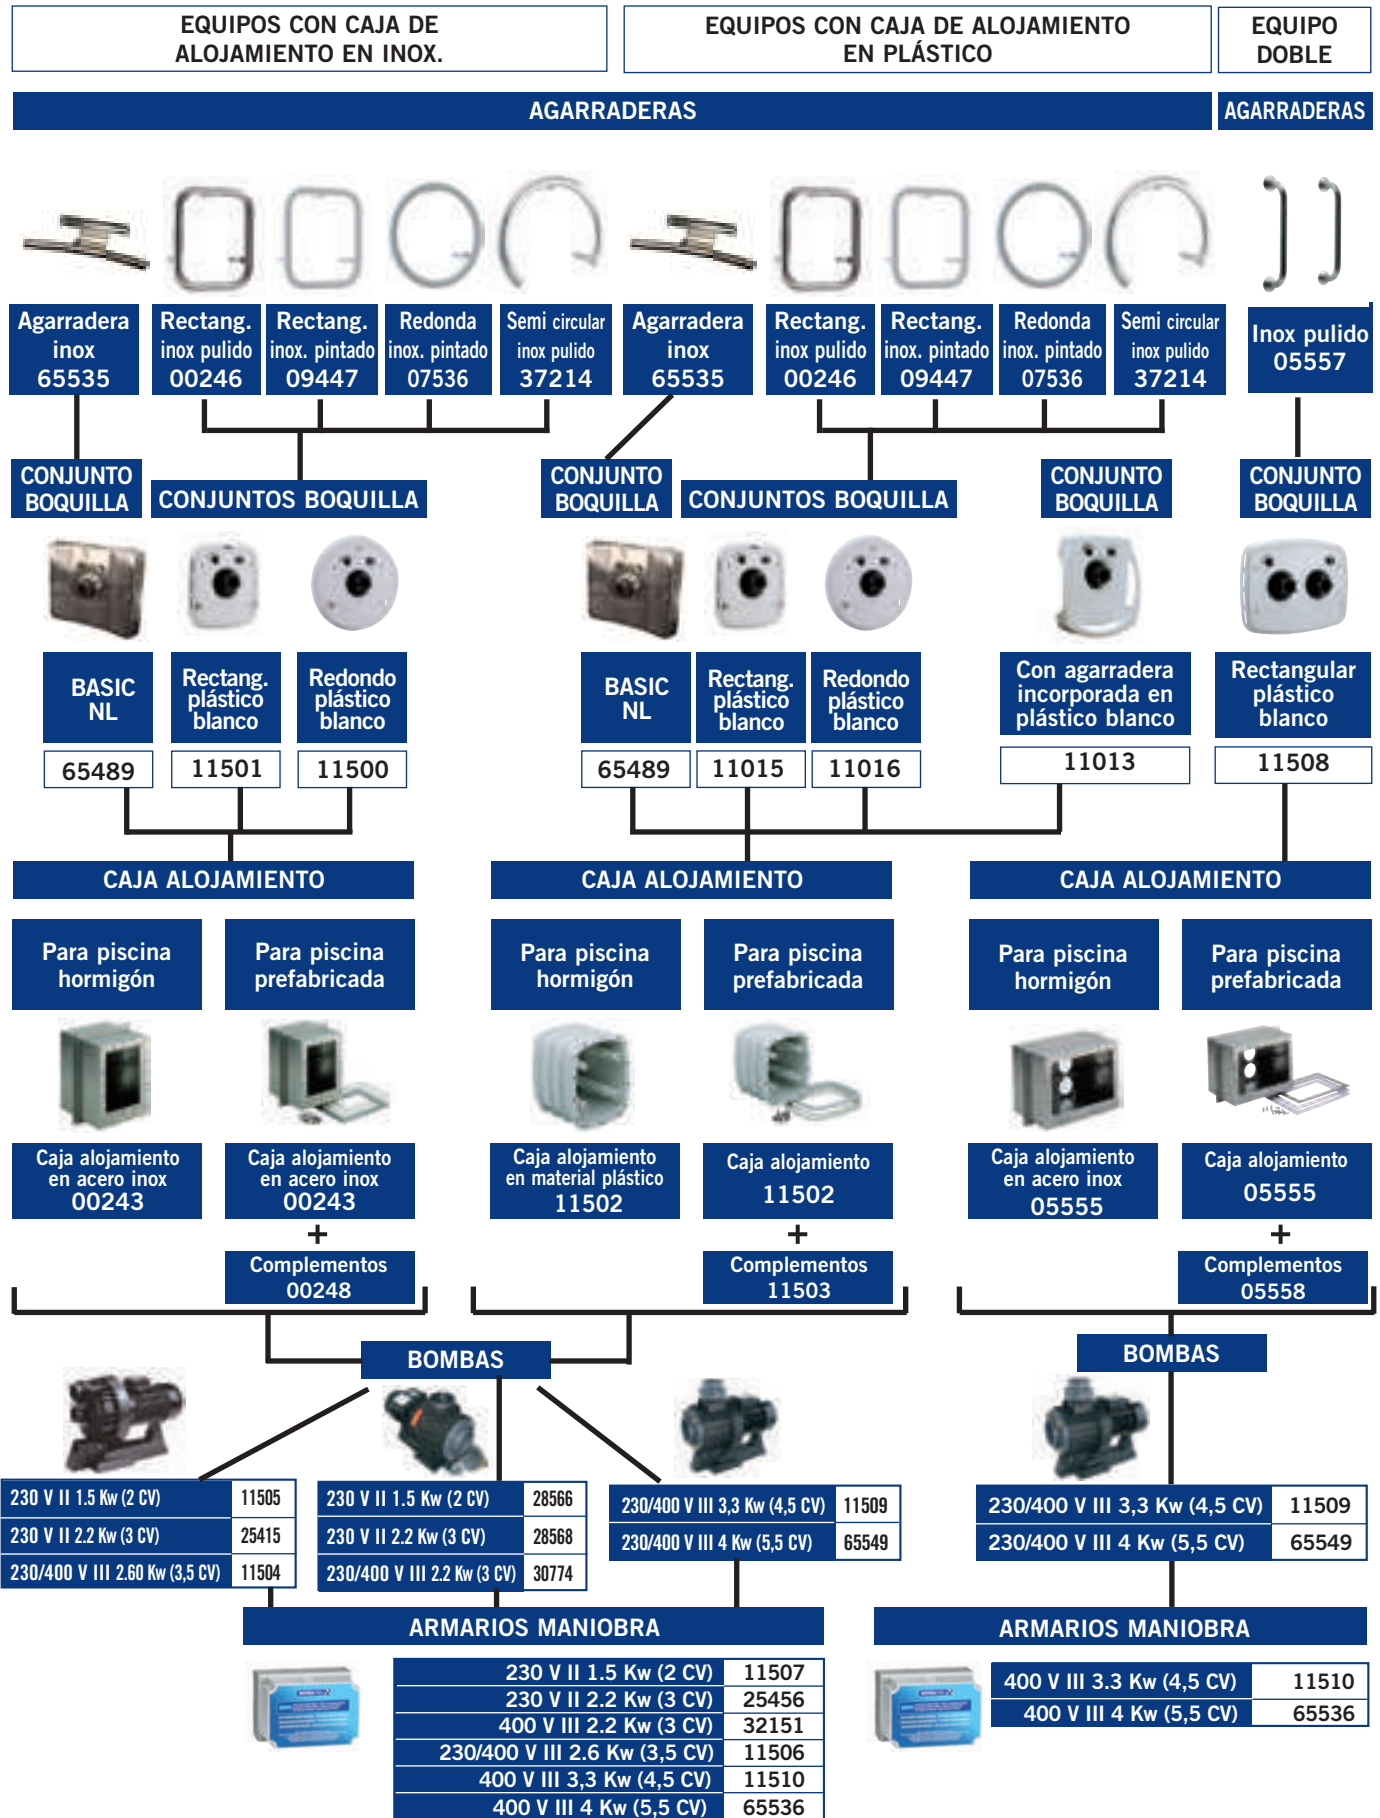 EQUIPOS CON CAJA DE
ALOJAMIENTO EN INOX.
EQUIPOS CON CAJA DE ALOJAMIENTO
EN PLÁSTICO
EQUIPO
DOBLE
AGARRADERAS
AGARRADERAS
Agarradera
inox
65535
Rectang.
inox pulido
00246
Rectang.
inox. pintado
09447
Redonda
inox. pintado
07536
Semi circular
inox pulido
37214
Agarradera
inox
65535
Rectang.
inox pulido
00246
Rectang.
inox. pintado
09447
Redonda
inox. pintado
07536
Semi circular
inox pulido
37214
Inox pulido
05557
CONJUNTO
BOQUILLA
CONJUNTOS BOQUILLA
CONJUNTO
BOQUILLA
CONJUNTOS BOQUILLA
CONJUNTO
BOQUILLA
CONJUNTO
BOQUILLA
BASIC
NL
65489
Rectang.
plástico
blanco
11501
Redondo
plástico
blanco
11500
BASIC
NL
65489
Rectang.
plástico
blanco
11015
Redondo
plástico
blanco
11016
Con agarradera
incorporada en
plástico blanco
11013
Rectangular
plástico
blanco
11508
CAJA ALOJAMIENTO
CAJA ALOJAMIENTO
CAJA ALOJAMIENTO
Para piscina
hormigón
Para piscina
prefabricada
Para piscina
hormigón
Para piscina
prefabricada
Para piscina
hormigón
Para piscina
prefabricada
Caja alojamiento
en acero inox
00243
Caja alojamiento
en acero inox
00243
+
Complementos
00248
Caja alojamiento
en material plástico
11502
Caja alojamiento
11502
+
Complementos
11503
Caja alojamiento
en acero inox
05555
Caja alojamiento
05555
+
Complementos
05558
BOMBAS
BOMBAS
230 V II 1.5 Kw (2 CV) 11505
230 V II 2.2 Kw (3 CV) 25415
230/400 V III 2.60 Kw (3,5 CV) 11504
230 V II 1.5 Kw (2 CV) 28566
230 V II 2.2 Kw (3 CV) 28568
230/400 V III 2.2 Kw (3 CV) 30774
230/400 V III 3,3 Kw (4,5 CV) 11509
230/400 V III 4 Kw (5,5 CV) 65549
230/400 V III 3,3 Kw (4,5 CV) 11509
230/400 V III 4 Kw (5,5 CV) 65549
ARMARIOS MANIOBRA
230 V II 1.5 Kw (2 CV) 11507
230 V II 2.2 Kw (3 CV) 25456
400 V III 2.2 Kw (3 CV) 32151
230/400 V III 2.6 Kw (3,5 CV) 11506
400 V III 3,3 Kw (4,5 CV) 11510
400 V III 4 Kw (5,5 CV) 65536
ARMARIOS MANIOBRA
400 V III 3.3 Kw (4,5 CV) 11510
400 V III 4 Kw (5,5 CV) 65536